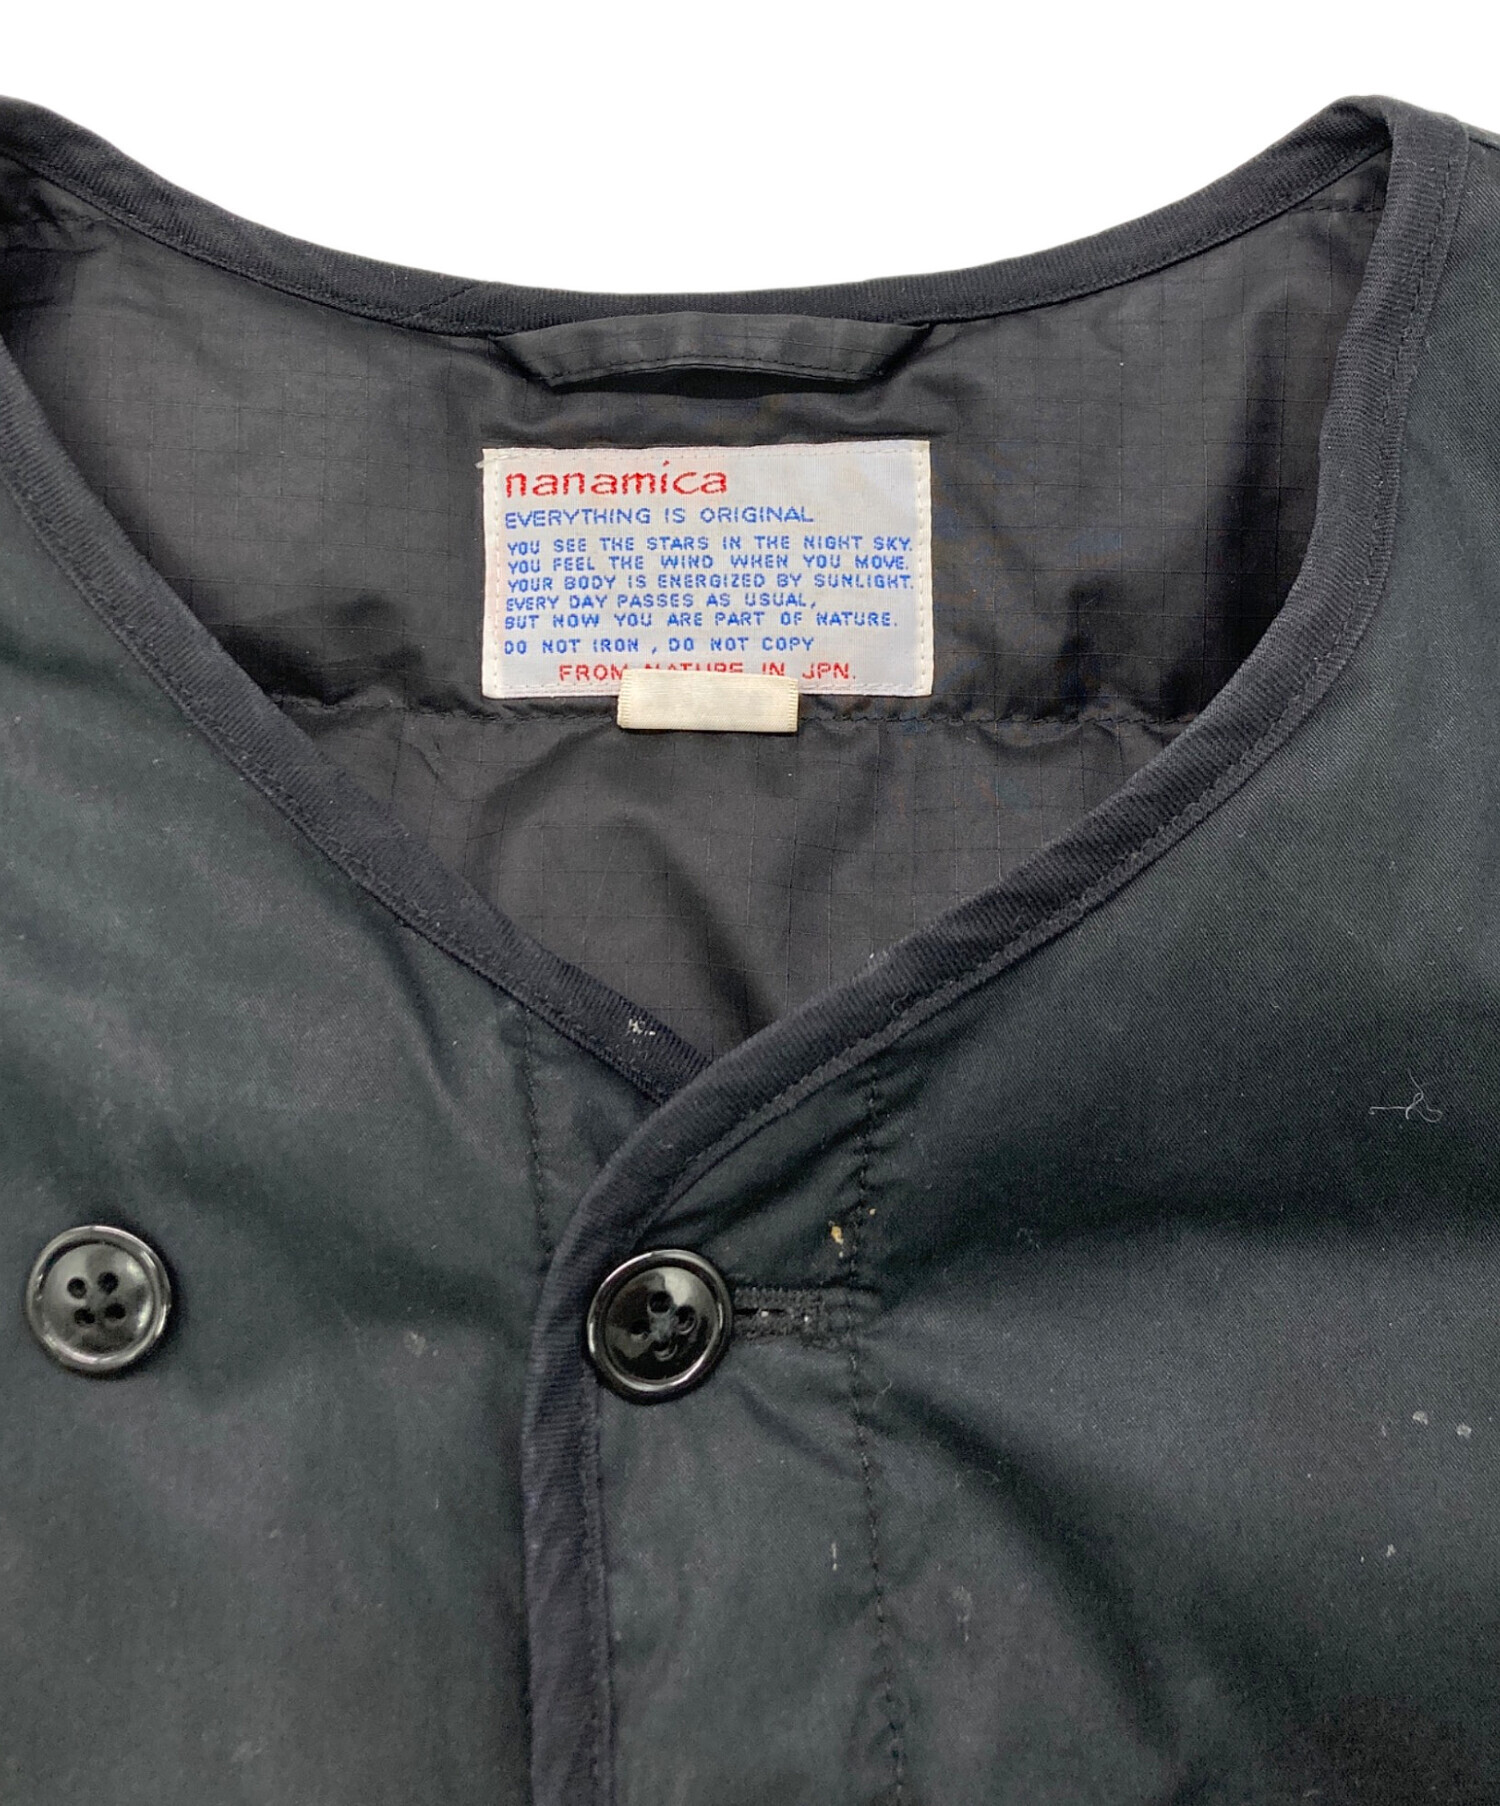 nanamica
EVERYTHING IS ORIGINAL
YOU SEE THE STARS IN THE NIGHT SKY.
YOU FEEL THE WIND WHEN YOU MOVE.
YOUR BODY IS ENERGIZED BY SUNLIGHT.
EVERY DAY PASSES AS USUAL,
BUT NOW YOU ARE PART OF NATURE.
DO NOT IRON , DO NOT COPY
FROM NATURE IN JPN.